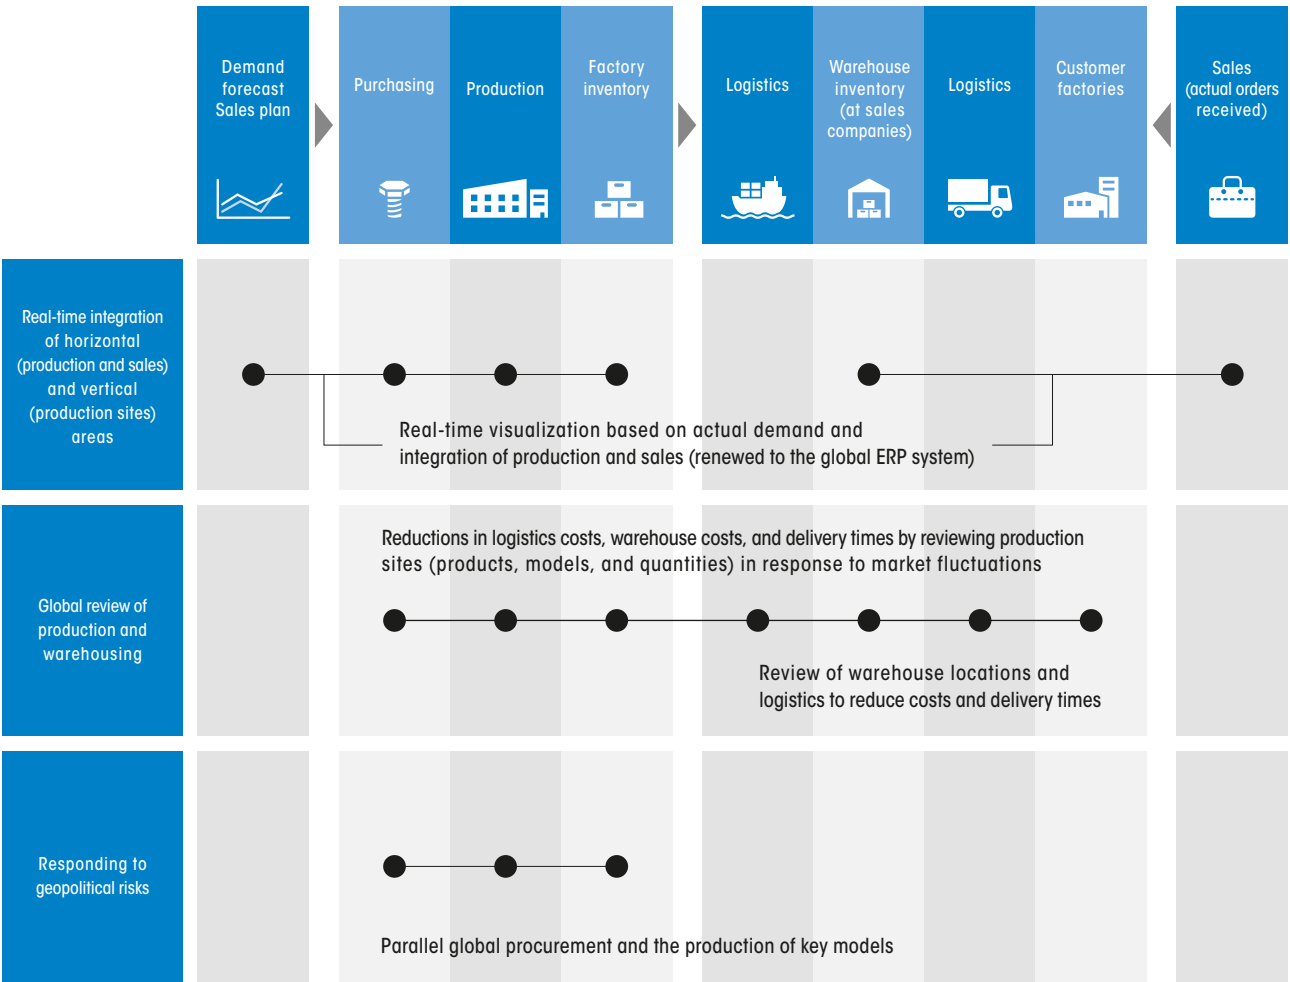 Demand
forecast
Sales plan
Purchasing
Production
Factory
inventory
Logistics
Warehouse
inventory
(at sales
companies)
Logistics
Customer
factories
Sales
(actual orders
received)
Real-time integration
of horizontal
(production and sales)
and vertical
(production sites)
areas
Real-time visualization based on actual demand and
integration of production and sales (renewed to the global ERP system)
Global review of
production and
warehousing
Reductions in logistics costs, warehouse costs, and delivery times by reviewing production
sites (products, models, and quantities) in response to market fluctuations
Review of warehouse locations and
logistics to reduce costs and delivery times
Responding to
geopolitical risks
Parallel global procurement and the production of key models